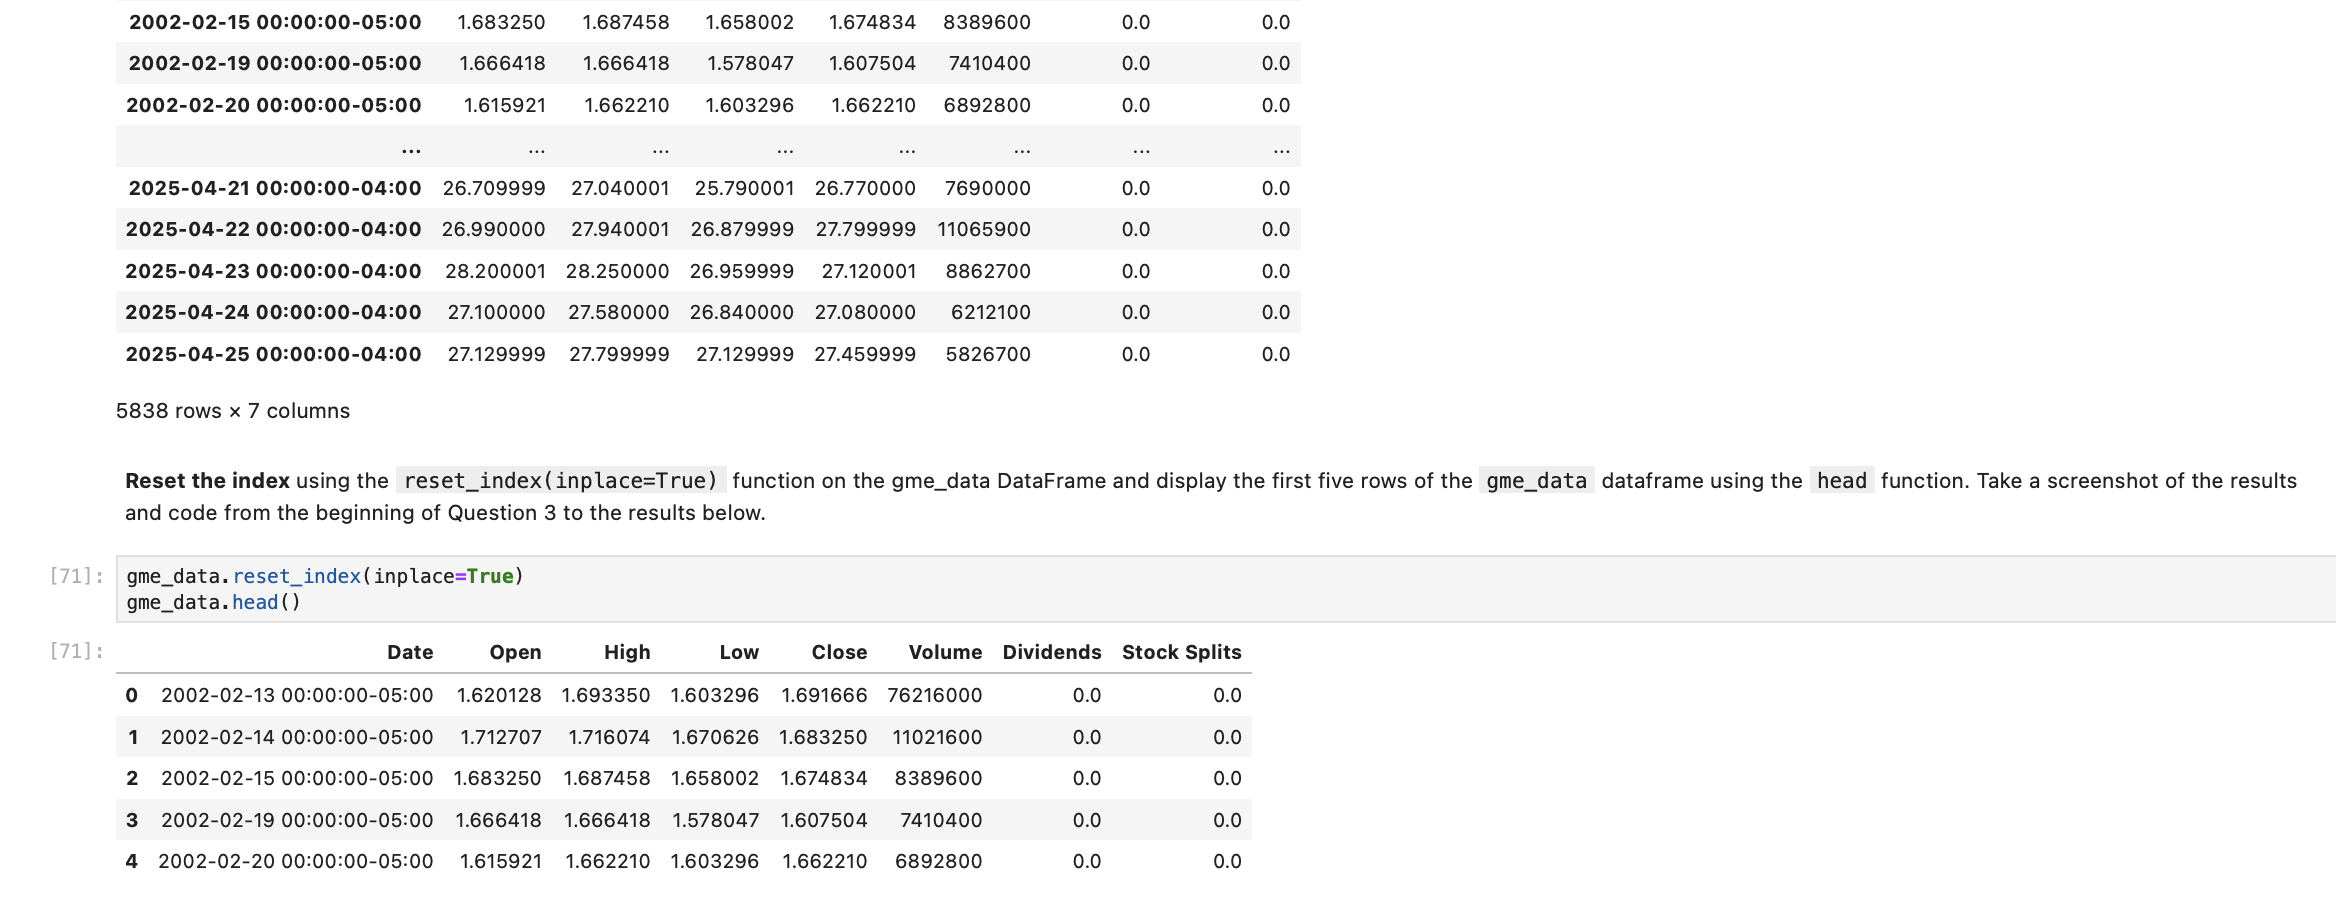 2002-02-15 00:00:00-05:00 1.683250 1.687458 1.658002 1.674834 8389600 0.0 0.0
2002-02-19 00:00:00-05:00 1.666418 1.666418 1.578047 1.607504 7410400 0.0 0.0
2002-02-20 00:00:00-05:00 1.615921 1.662210 1.603296 1.662210 6892800 0.0 0.0
... ... ... ... ... ... ... ...
2025-04-21 00:00:00-04:00 26.709999 27.040001 25.790001 26.770000 7690000 0.0 0.0
2025-04-22 00:00:00-04:00 26.990000 27.940001 26.879999 27.799999 11065900 0.0 0.0
2025-04-23 00:00:00-04:00 28.200001 28.250000 26.959999 27.120001 8862700 0.0 0.0
2025-04-24 00:00:00-04:00 27.100000 27.580000 26.840000 27.080000 6212100 0.0 0.0
2025-04-25 00:00:00-04:00 27.129999 27.799999 27.129999 27.459999 5826700 0.0 0.0
5838 rows × 7 columns
Reset the index using the reset_index(inplace=True) function on the gme_data DataFrame and display the first five rows of the gme_data dataframe using the head function. Take a screenshot of the results
and code from the beginning of Question 3 to the results below.
[71]: gme_data.reset_index(inplace=True)
gme_data.head()
[71]: Date Open High Low Close Volume Dividends Stock Splits
0 2002-02-13 00:00:00-05:00 1.620128 1.693350 1.603296 1.691666 76216000 0.0 0.0
1 2002-02-14 00:00:00-05:00 1.712707 1.716074 1.670626 1.683250 11021600 0.0 0.0
2 2002-02-15 00:00:00-05:00 1.683250 1.687458 1.658002 1.674834 8389600 0.0 0.0
3 2002-02-19 00:00:00-05:00 1.666418 1.666418 1.578047 1.607504 7410400 0.0 0.0
4 2002-02-20 00:00:00-05:00 1.615921 1.662210 1.603296 1.662210 6892800 0.0 0.0